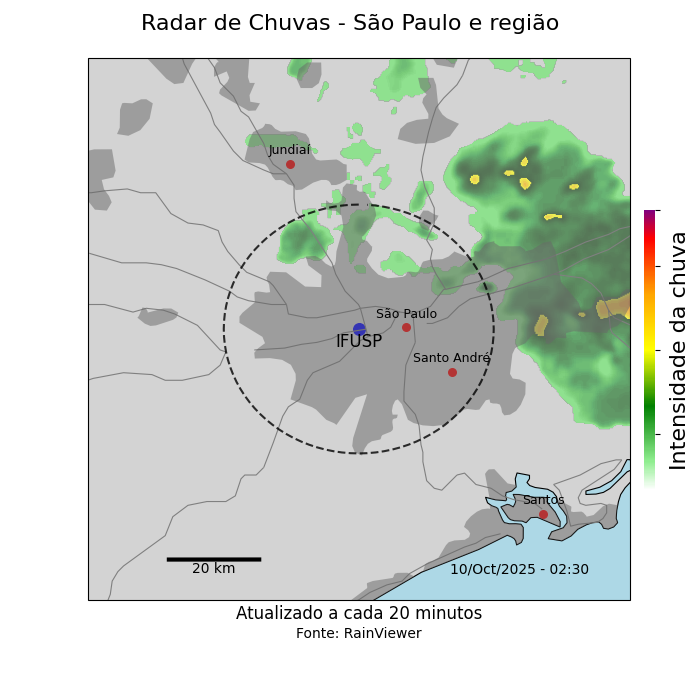 Radar de Chuvas - São Paulo e região
Jundiaí
São Paulo
IFUSP
Santo André
Santos
20 km
10/Oct/2025 - 02:30
Intensidade da chuva
Atualizado a cada 20 minutos
Fonte: RainViewer